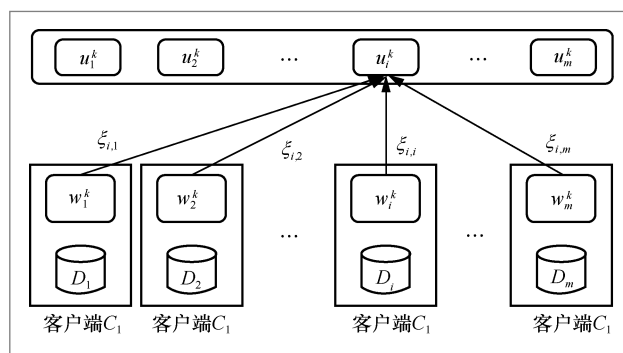 u_1^k u_2^k ... u_i^k ... u_m^k
ξ_{i,1} ξ_{i,2} ξ_{i,i} ξ_{i,m}
w_1^k w_2^k ... w_i^k ... w_m^k
D_1 D_2 D_i D_m
客户端C_1 客户端C_1 客户端C_1 客户端C_1